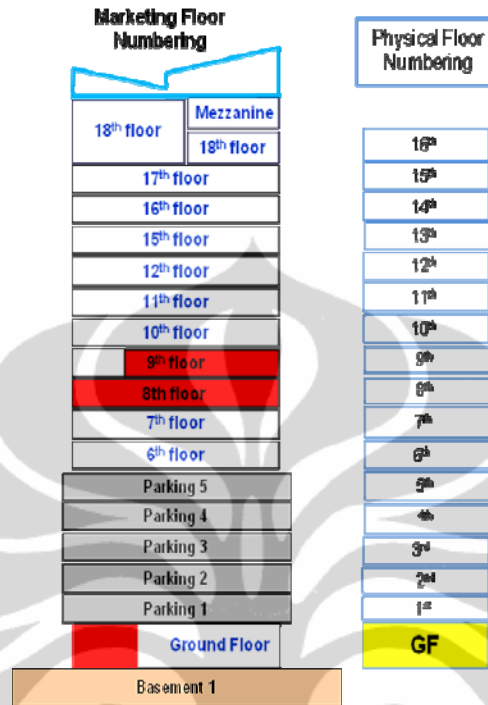 Marketing Floor
Numbering
Physical Floor
Numbering
Mezzanine
18th floor
18th floor
16th
17th floor
15th
16th floor
14th
15th floor
13th
12th floor
12th
11th floor
11th
10th floor
10th
9th floor
9th
8th floor
8th
7th floor
7th
6th floor
6th
Parking 5
5th
Parking 4
4th
Parking 3
3rd
Parking 2
2nd
Parking 1
1st
Ground Floor
GF
Basement 1